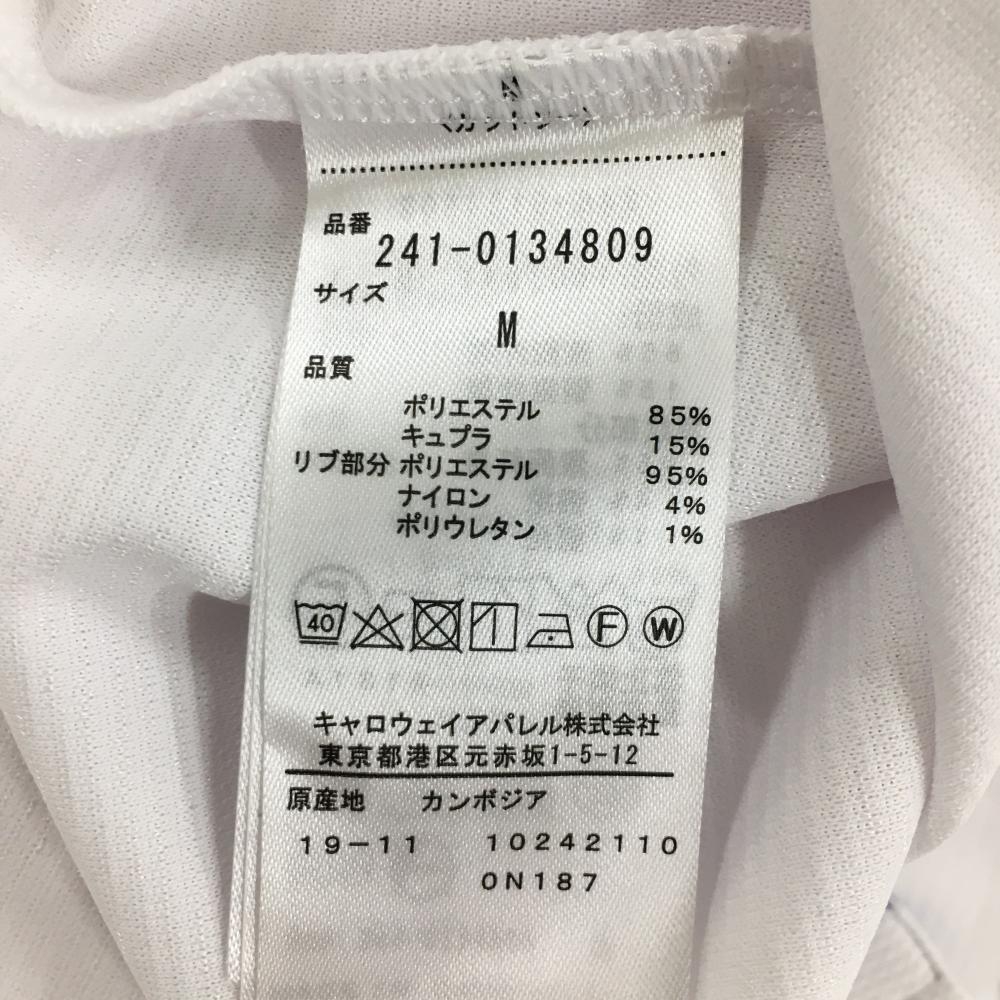 品番 241-0134809
サイズ
M
品質
ポリエステル 85%
キュプラ 15%
リブ部分 ポリエステル 95%
ナイロン 4%
ポリウレタン 1%
40 F W
キャロウェイアパレル株式会社
東京都港区元赤坂1-5-12
原産地 カンボジア
19-11 10242110
0N187